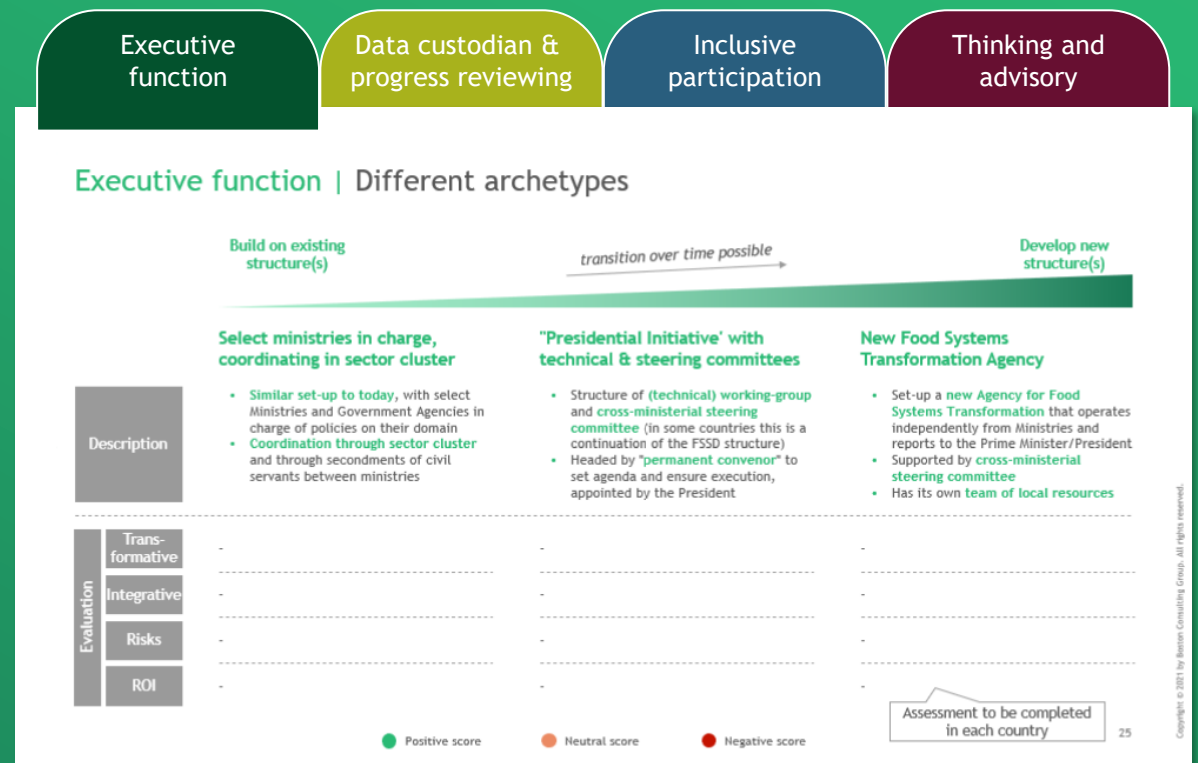 Executive
function
Data custodian &
progress reviewing
Inclusive
participation
Thinking and
advisory
Executive function | Different archetypes
Build on existing
structure(s)
transition over time possible
Develop new
structure(s)
Select ministries in charge,
coordinating in sector cluster
"Presidential Initiative' with
technical & steering committees
New Food Systems
Transformation Agency
Description
• Similar set-up to today, with select
Ministries and Government Agencies in
charge of policies on their domain
• Coordination through sector cluster
and through secondments of civil
servants between ministries
• Structure of (technical) working-group
and cross-ministerial steering
committee (in some countries this is a
continuation of the FSSD structure)
• Headed by "permanent convenor" to
set agenda and ensure execution,
appointed by the President
• Set-up a new Agency for Food
Systems Transformation that operates
independently from Ministries and
reports to the Prime Minister/President
• Supported by cross-ministerial
steering committee
• Has its own team of local resources
Evaluation
Trans-
formative
- - -
Integrative
- - -
Risks
- - -
ROI
- - -
Assessment to be completed
in each country
Positive score
Neutral score
Negative score
25
Copyright © 2021 by Boston Consulting Group. All rights reserved.